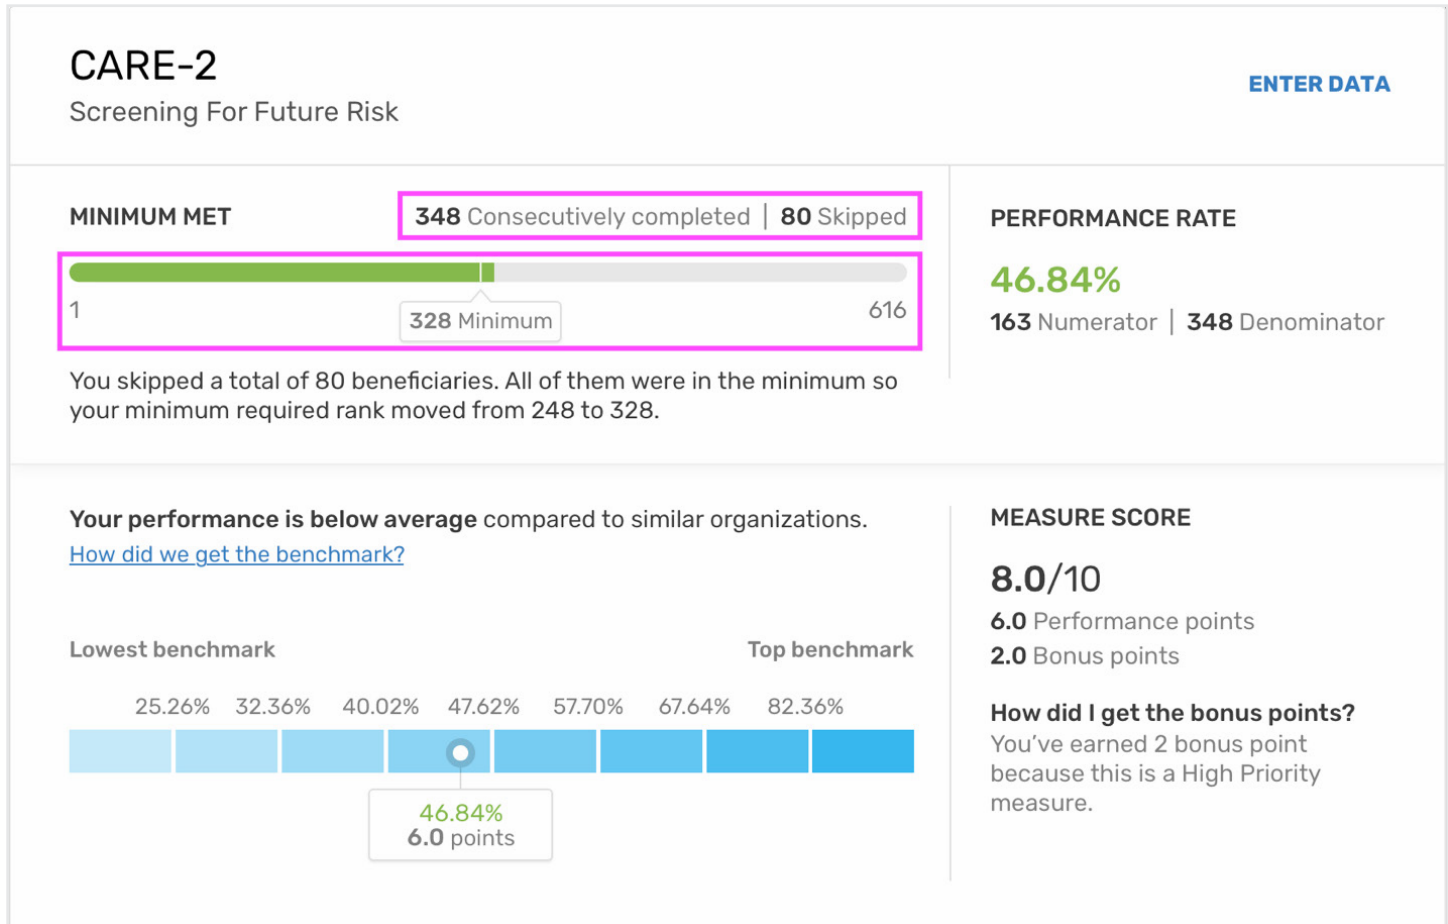 CARE-2
Screening For Future Risk
ENTER DATA
MINIMUM MET
348 Consecutively completed | 80 Skipped
1
328 Minimum
616
You skipped a total of 80 beneficiaries. All of them were in the minimum so
your minimum required rank moved from 248 to 328.
PERFORMANCE RATE
46.84%
163 Numerator | 348 Denominator
Your performance is below average compared to similar organizations.
How did we get the benchmark?
Lowest benchmark
Top benchmark
25.26% 32.36% 40.02% 47.62% 57.70% 67.64% 82.36%
46.84%
6.0 points
MEASURE SCORE
8.0/10
6.0 Performance points
2.0 Bonus points
How did I get the bonus points?
You've earned 2 bonus point
because this is a High Priority
measure.